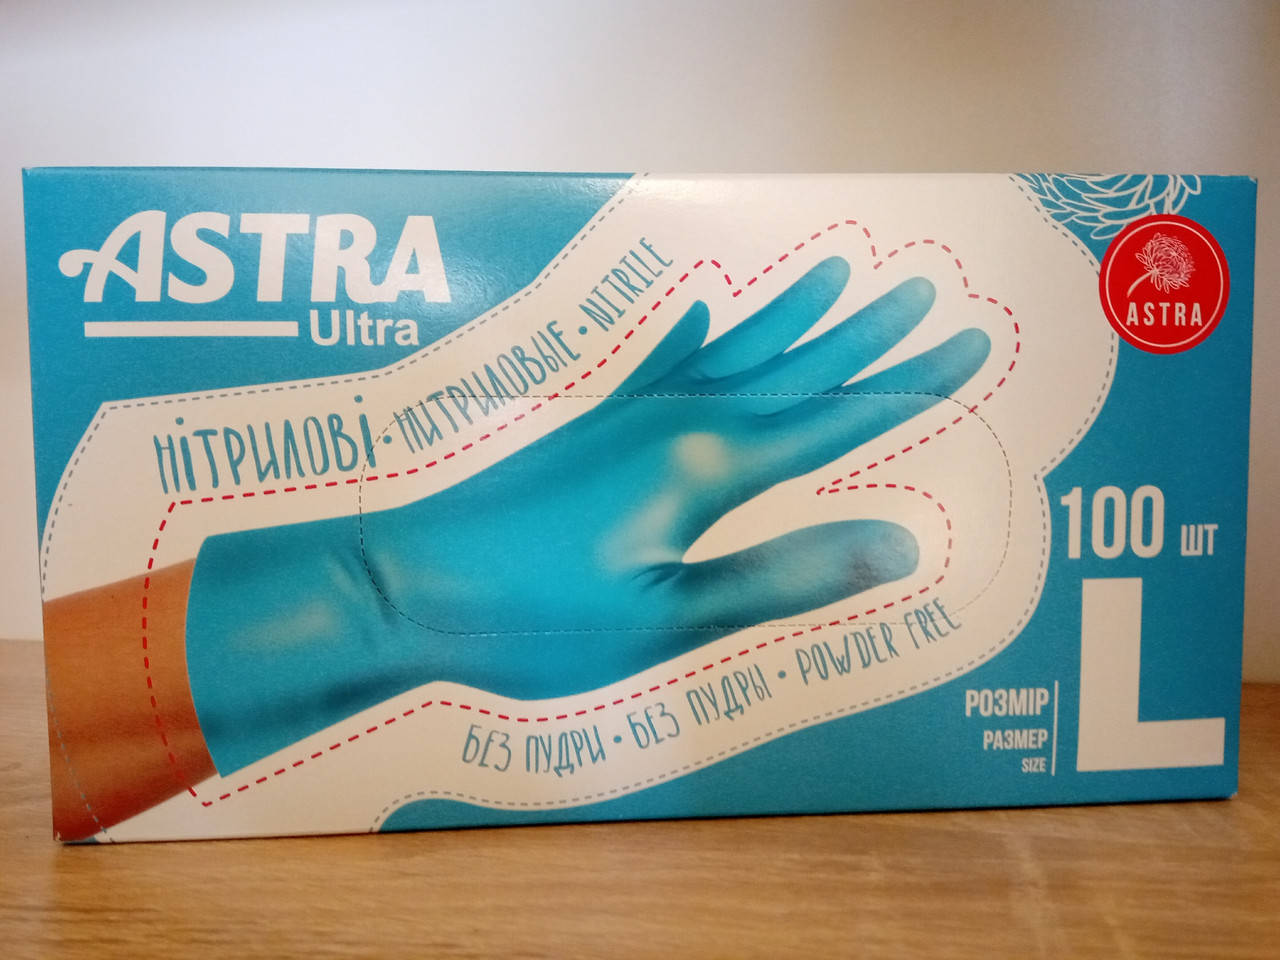 ASTRA
Ultra
НІТРИЛОВІ • НИТРИЛОВЫЕ • NITRILE
ASTRA
100 ШТ
БЕЗ ПУДРИ • БЕЗ ПУДРЫ • POWDER FREE
РОЗМІР
РАЗМЕР
SIZE
L